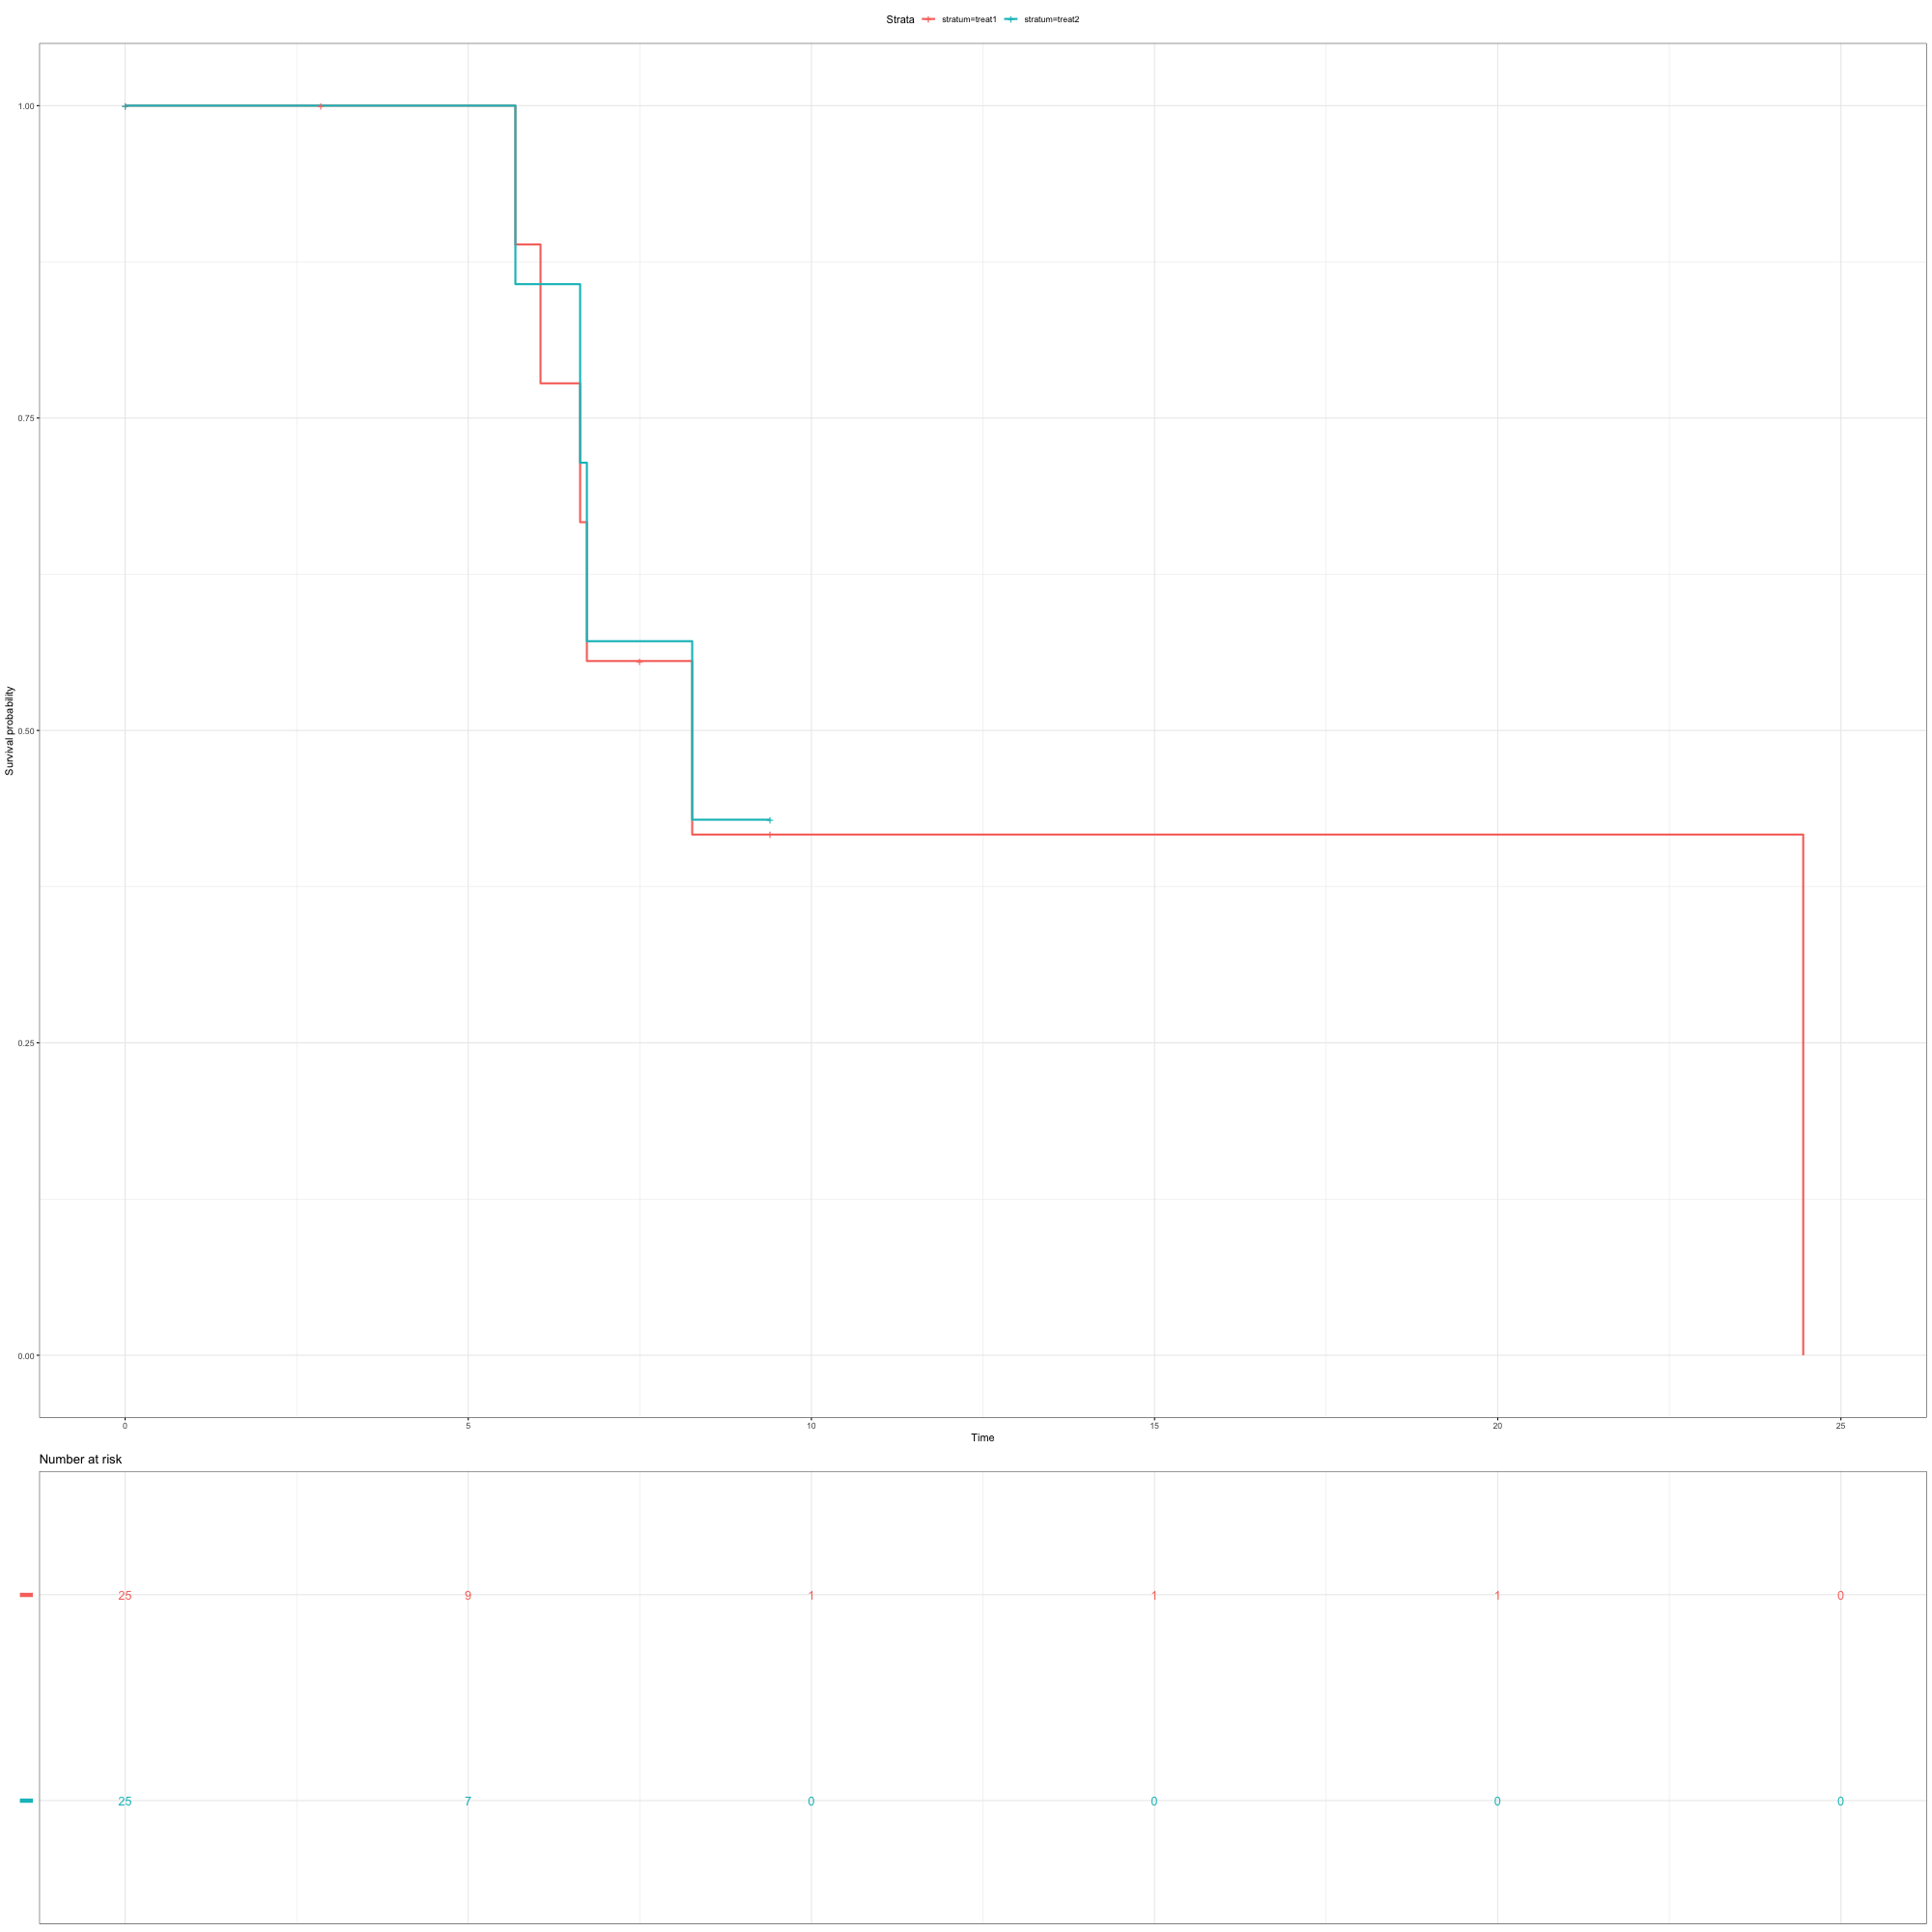 Strata stratum=treat1 stratum=treat2
1.00
0.75
0.50
0.25
0.00
Survival probability
0 5 10 15 20 25
Time
Number at risk
25 9 1 1 1 0
25 7 0 0 0 0